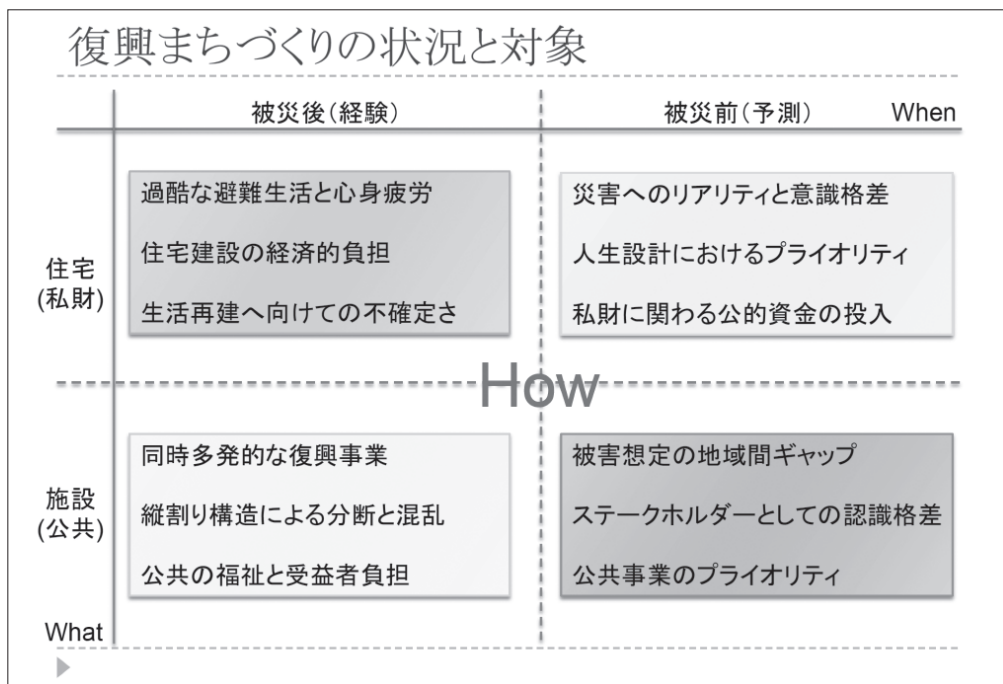 復興まちづくりの状況と対象
被災後(経験)
被災前(予測)
When
住宅
(私財)
過酷な避難生活と心身疲労
住宅建設の経済的負担
生活再建へ向けての不確定さ
災害へのリアリティと意識格差
人生設計におけるプライオリティ
私財に関わる公的資金の投入
How
施設
(公共)
同時多発的な復興事業
縦割り構造による分断と混乱
公共の福祉と受益者負担
被害想定の地域間ギャップ
ステークホルダーとしての認識格差
公共事業のプライオリティ
What